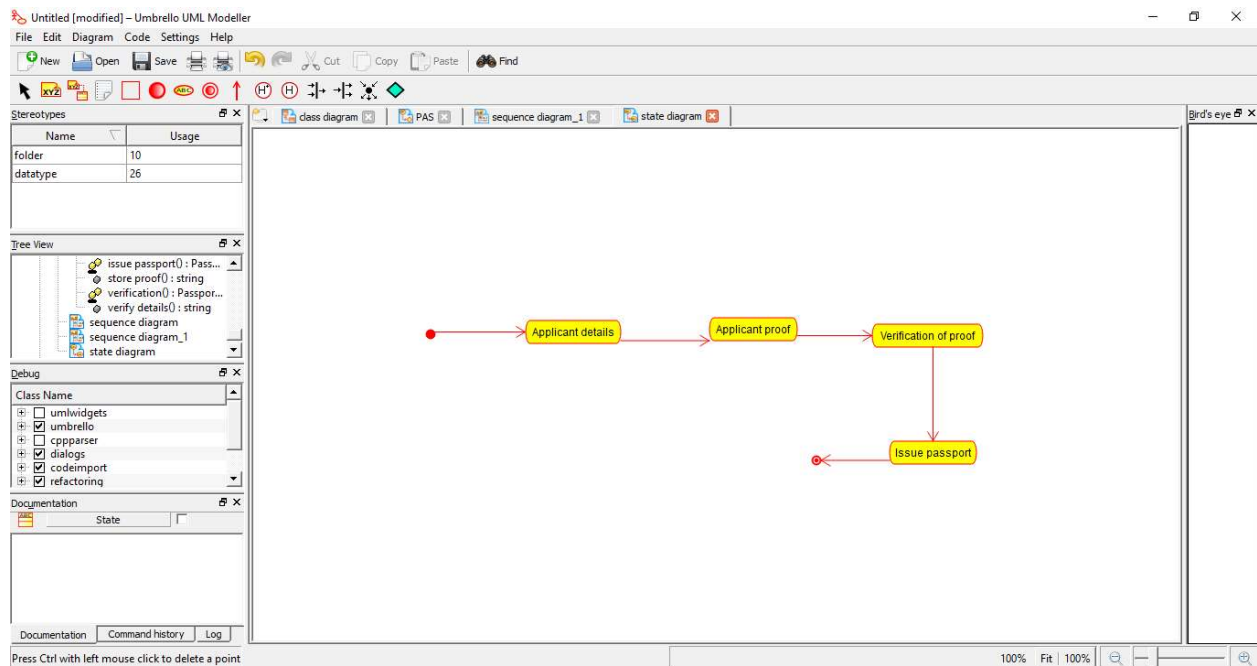 Untitled [modified] – Umbrello UML Modeller
File Edit Diagram Code Settings Help
New Open Save Cut Copy Paste Find
XYZ ABC H* H
Stereotypes
Name Usage
folder 10
datatype 26
Tree View
issue passport() : Pass...
store proof() : string
verification() : Passpor...
verify details() : string
sequence diagram
sequence diagram_1
state diagram
Debug
Class Name
umlwidgets
umbrello
cppparser
dialogs
codeimport
refactoring
Documentation
ABC State
Documentation Command history Log
Press Ctrl with left mouse click to delete a point
class diagram PAS sequence diagram_1 state diagram
Applicant details
Applicant proof
Verification of proof
Issue passport
Bird's eye
100% Fit 100%